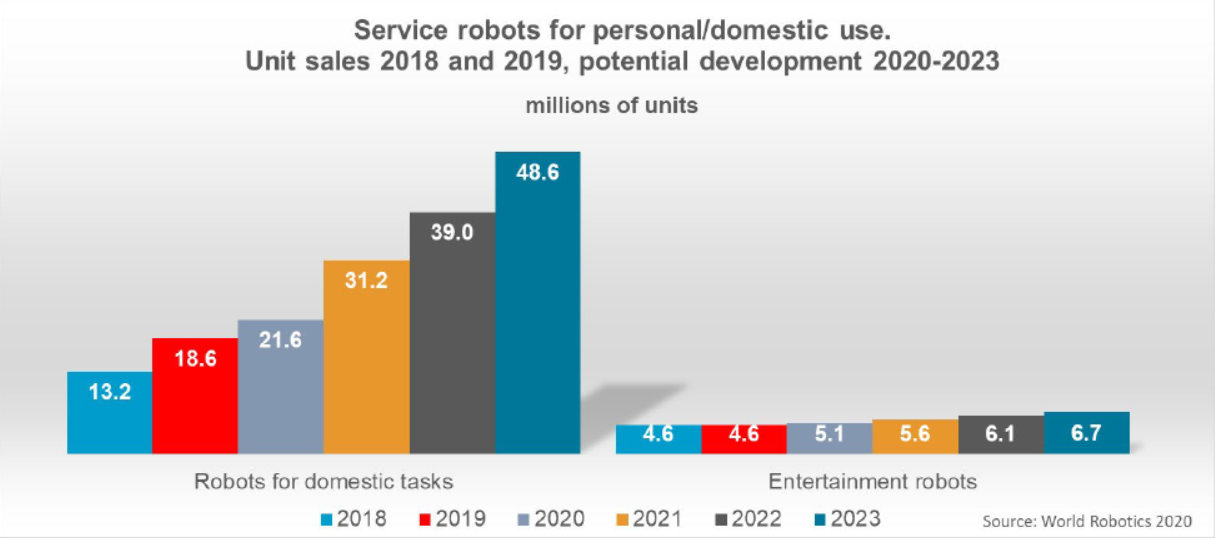 Service robots for personal/domestic use.
Unit sales 2018 and 2019, potential development 2020-2023
millions of units
48.6
39.0
31.2
21.6
18.6
13.2
4.6 4.6 5.1 5.6 6.1 6.7
Robots for domestic tasks Entertainment robots
2018 2019 2020 2021 2022 2023
Source: World Robotics 2020